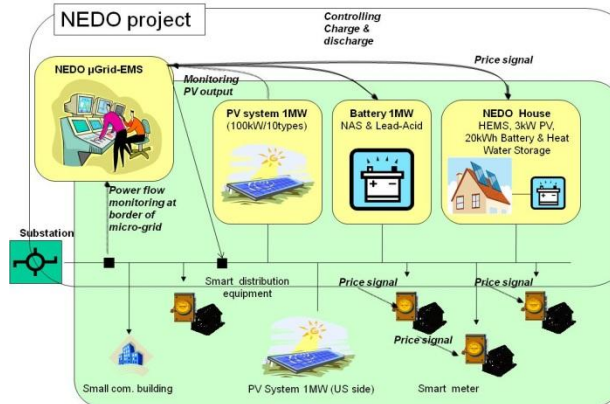 NEDO project
Controlling
Charge &
discharge
Price signal
NEDO µGrid-EMS
Monitoring
PV output
PV system 1MW
(100kW/10types)
Battery 1MW
NAS & Lead-Acid
NEDO House
HEMS, 3kW PV,
20kWh Battery & Heat
Water Storage
Power flow
monitoring at
border of
micro-grid
Substation
Smart distribution
equipment
Price signal
Price signal
Price signal
Small com. building
PV System 1MW (US side)
Smart meter